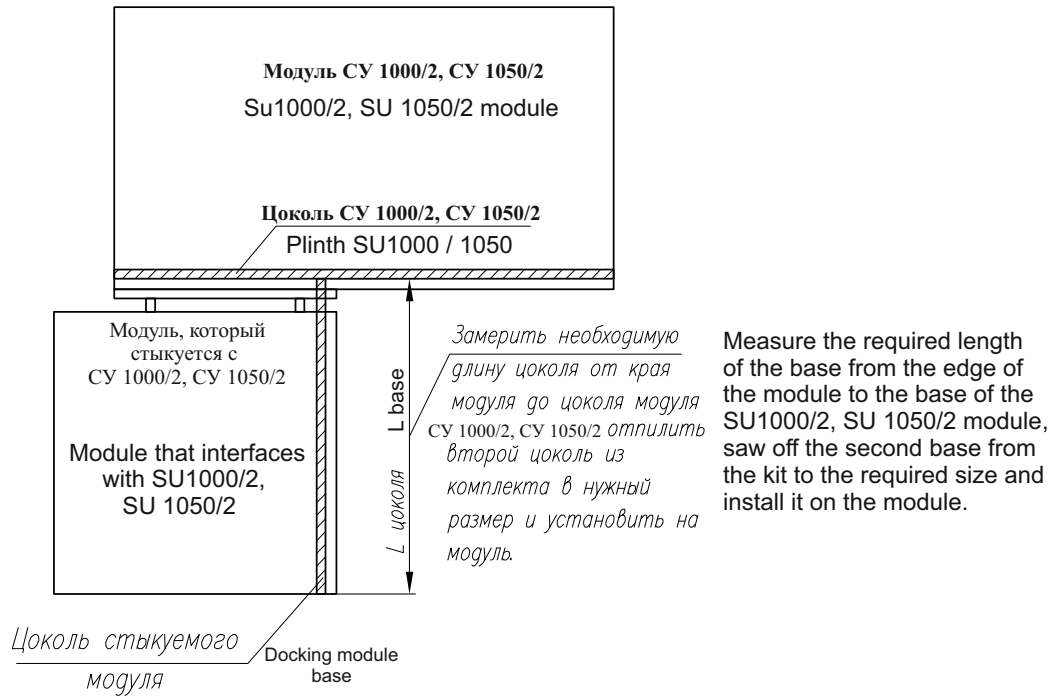 Модуль СУ 1000/2, СУ 1050/2
Su1000/2, SU 1050/2 module
Цоколь СУ 1000/2, СУ 1050/2
Plinth SU1000 / 1050
Модуль, который
стыкуется с
СУ 1000/2, СУ 1050/2
Module that interfaces
with SU1000/2,
SU 1050/2
L цоколя L base
Замерить необходимую
длину цоколя от края
модуля до цоколя модуля
СУ 1000/2, СУ 1050/2 отпилить
второй цоколь из
комплекта в нужный
размер и установить на
модуль.
Measure the required length
of the base from the edge of
the module to the base of the
SU1000/2, SU 1050/2 module,
saw off the second base from
the kit to the required size and
install it on the module.
Цоколь стыкуемого
модуля
Docking module
base